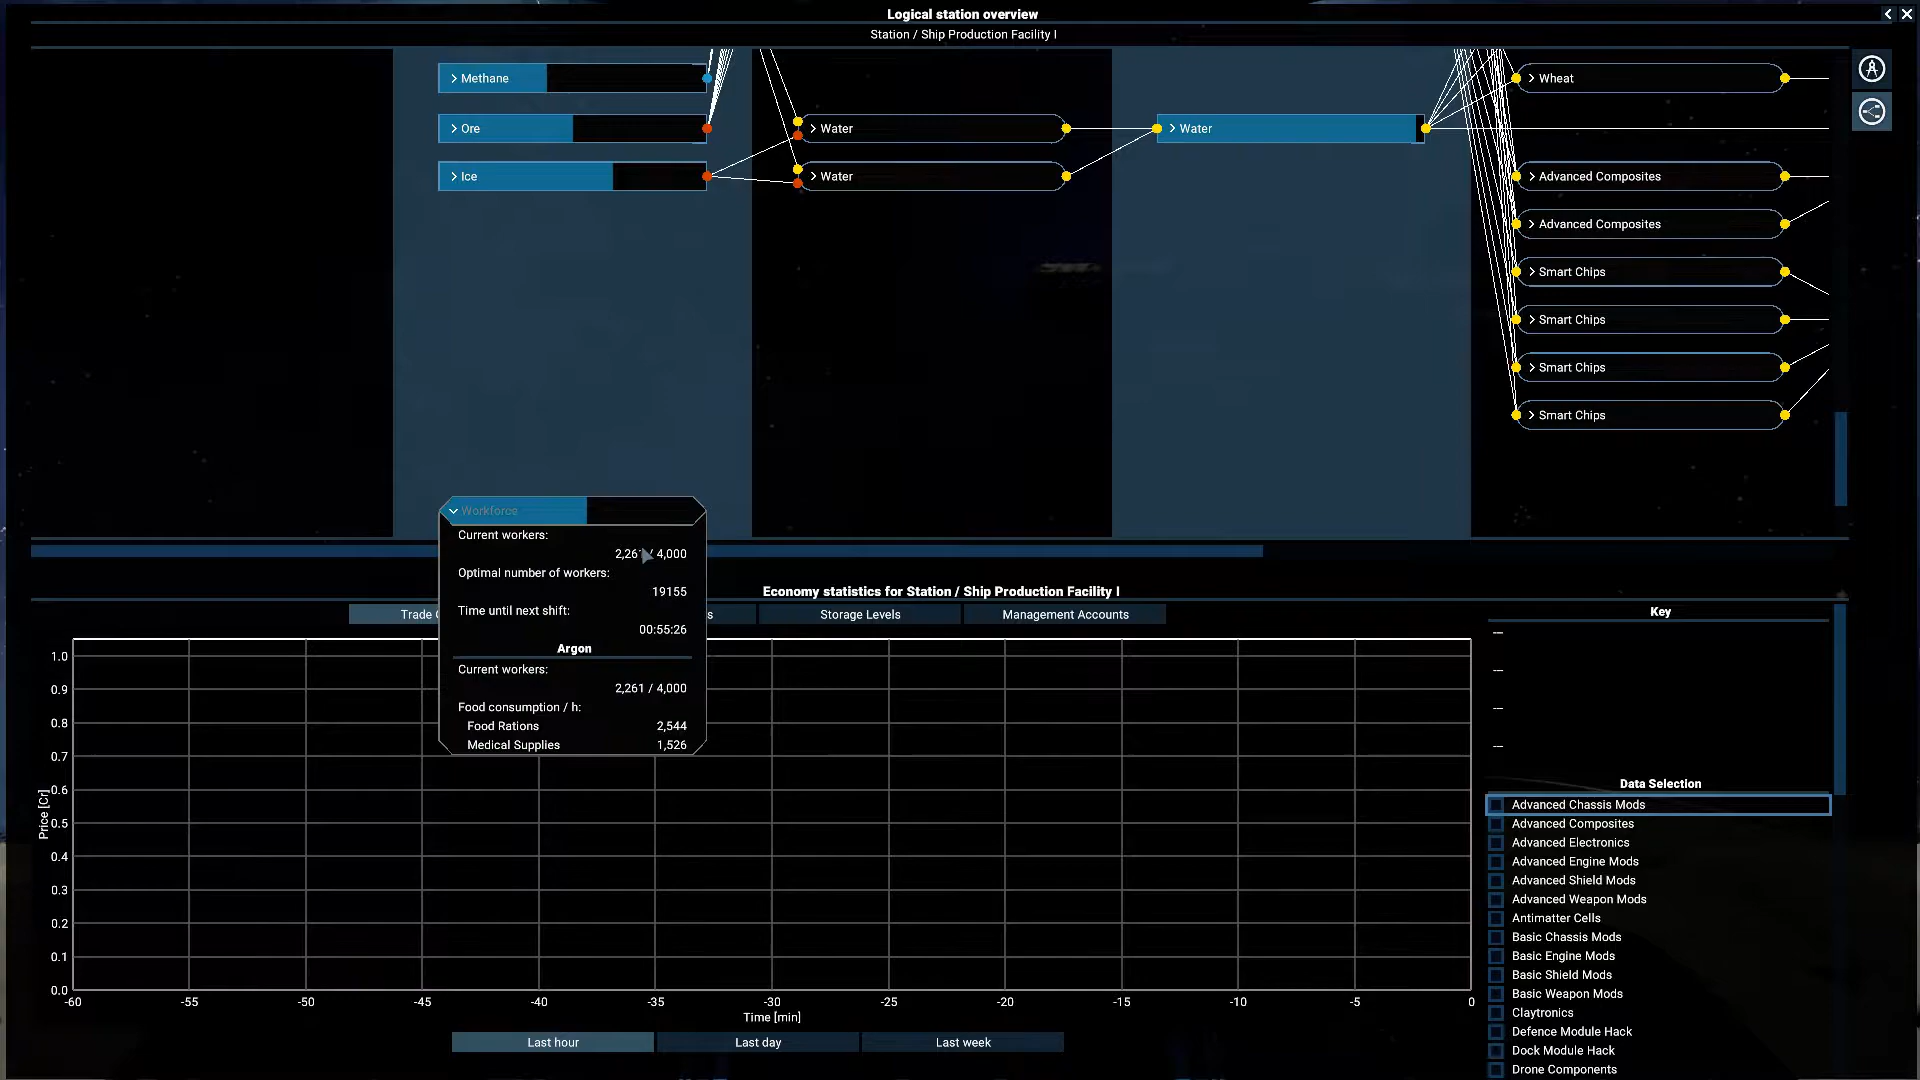 Logical station overview
Station / Ship Production Facility I
Methane
Wheat
Ore
Water
Water
Ice
Water
Advanced Composites
Advanced Composites
Smart Chips
Smart Chips
Smart Chips
Smart Chips
Workforce
Current workers:
2,261 / 4,000
Optimal number of workers:
19155
Time until next shift:
00:55:26
Argon
Current workers:
2,261 / 4,000
Food consumption / h:
Food Rations 2,544
Medical Supplies 1,526
Economy statistics for Station / Ship Production Facility I
Trade
Storage Levels
Management Accounts
Price [Cr]
1.0
0.9
0.8
0.7
0.6
0.5
0.4
0.3
0.2
0.1
0.0
-60 -55 -50 -45 -40 -35 -30 -25 -20 -15 -10 -5 0
Time [min]
Last hour Last day Last week
Key
---
---
---
---
Data Selection
Advanced Chassis Mods
Advanced Composites
Advanced Electronics
Advanced Engine Mods
Advanced Shield Mods
Advanced Weapon Mods
Antimatter Cells
Basic Chassis Mods
Basic Engine Mods
Basic Shield Mods
Basic Weapon Mods
Claytronics
Defence Module Hack
Dock Module Hack
Drone Components